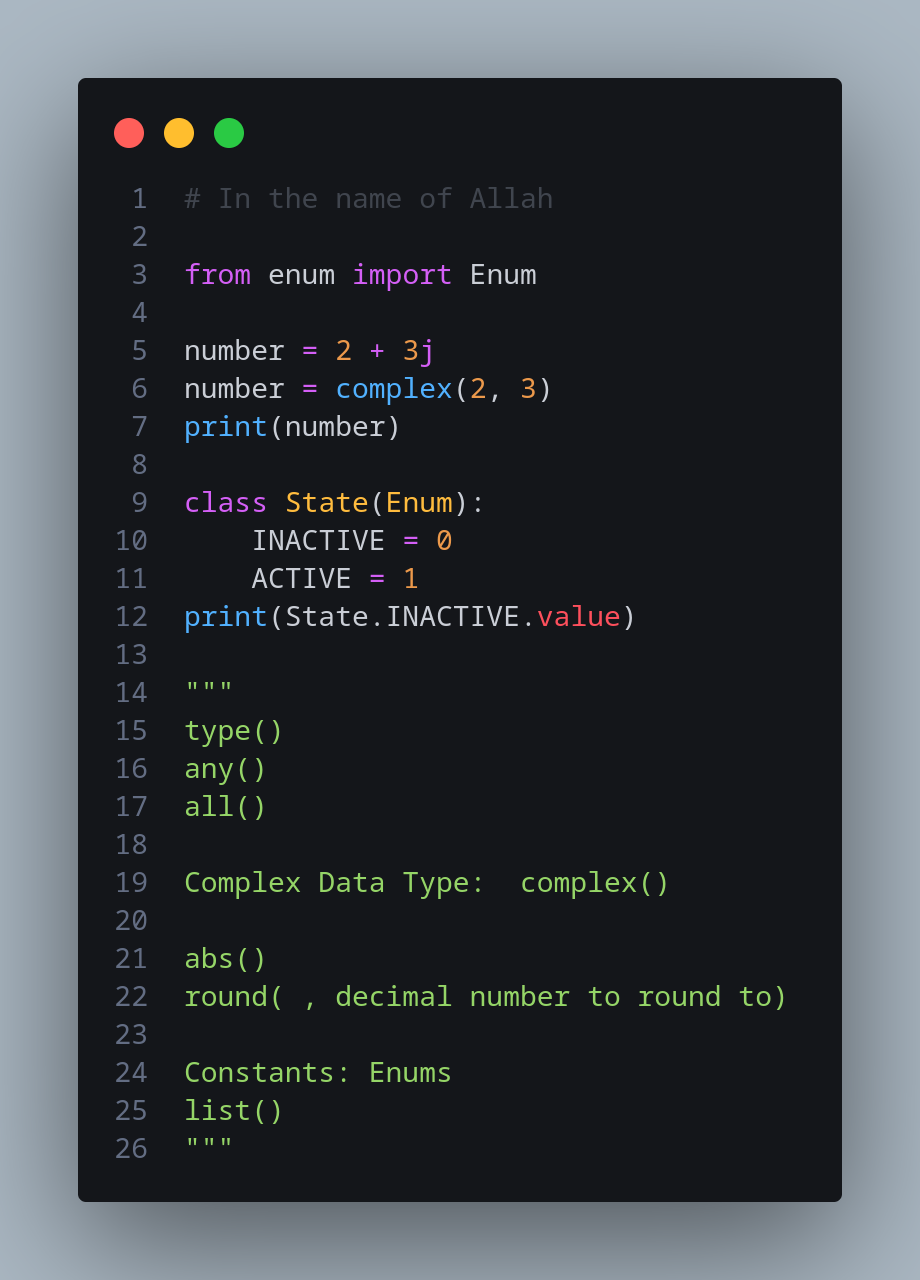 1 # In the name of Allah
2
3 from enum import Enum
4
5 number = 2 + 3j
6 number = complex(2, 3)
7 print(number)
8
9 class State(Enum):
10     INACTIVE = 0
11     ACTIVE = 1
12 print(State.INACTIVE.value)
13
14 """
15 type()
16 any()
17 all()
18
19 Complex Data Type:  complex()
20
21 abs()
22 round( , decimal number to round to)
23
24 Constants: Enums
25 list()
26 """